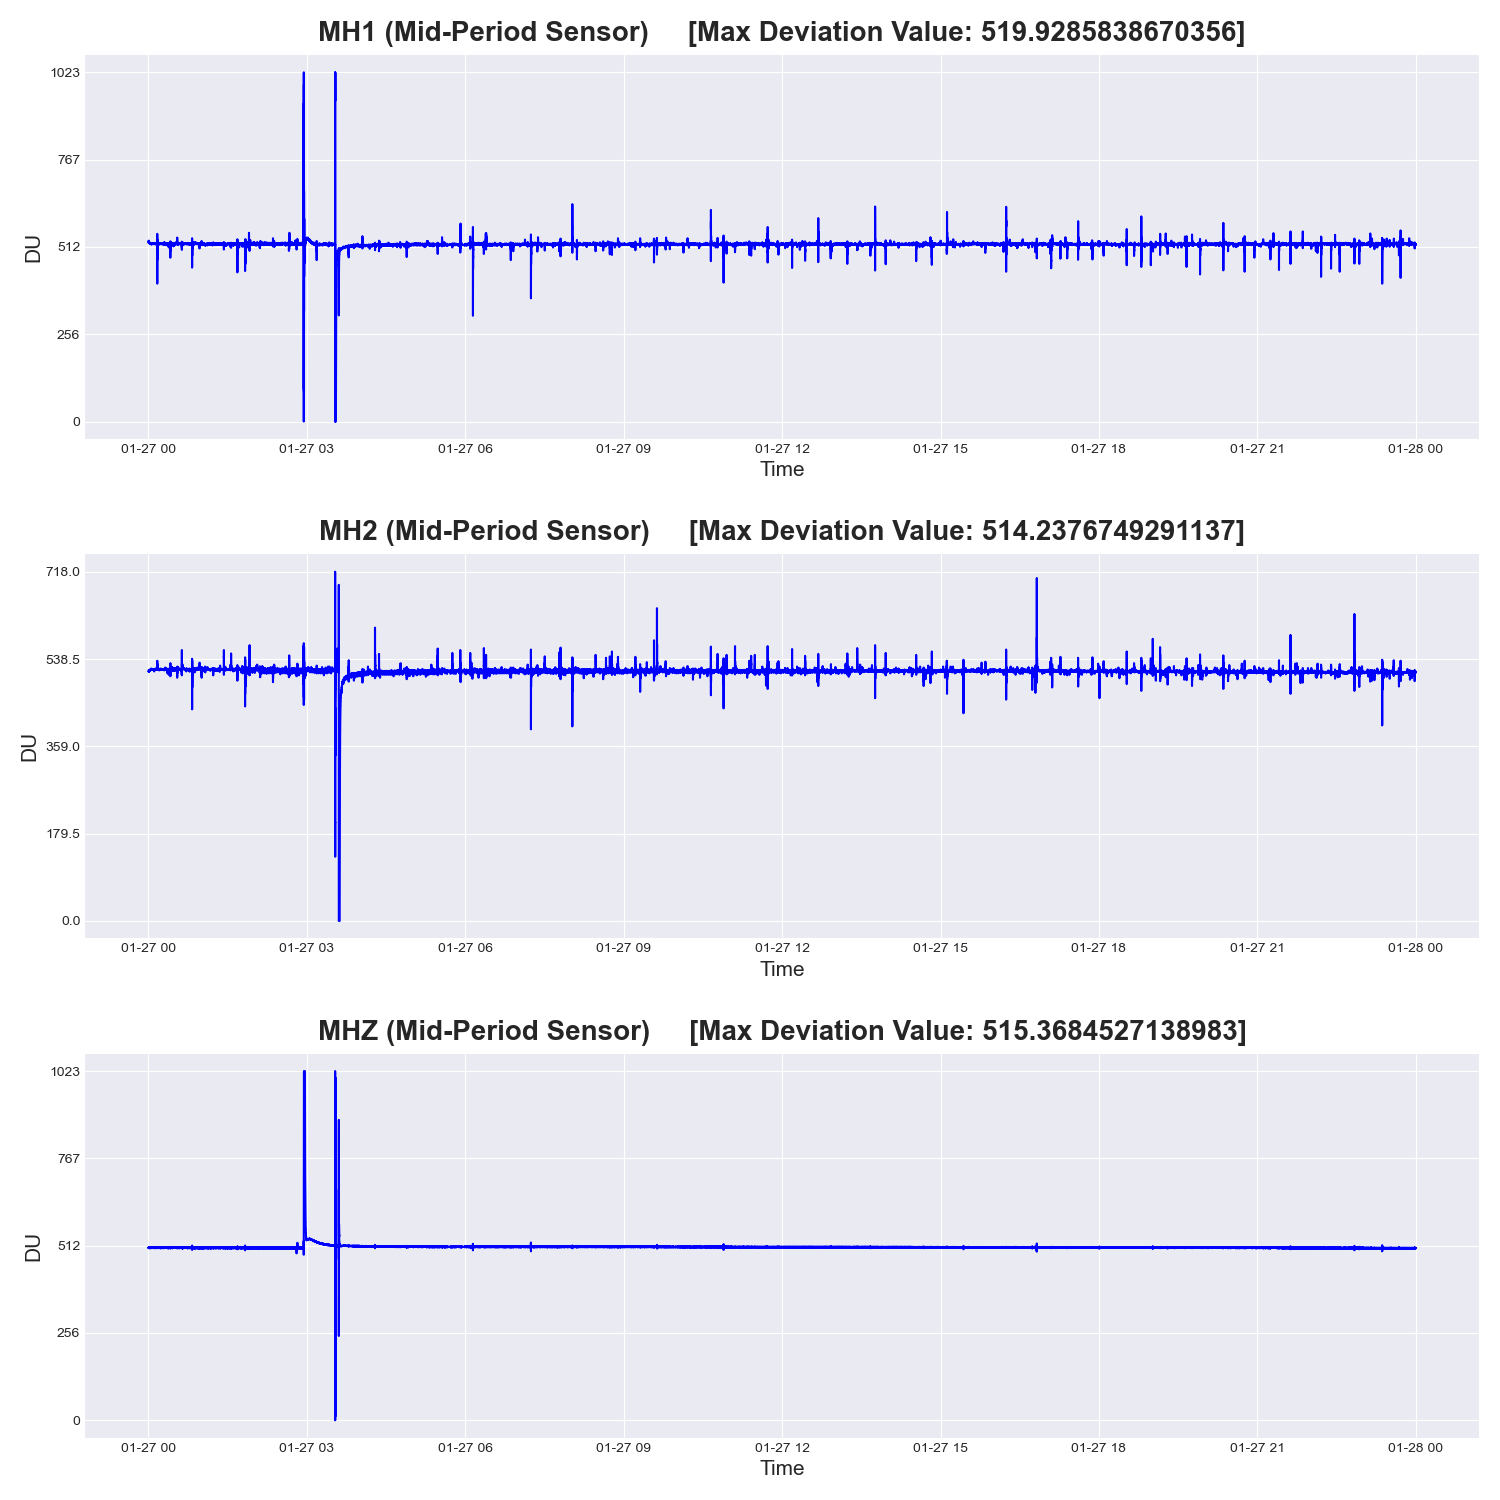 MH1 (Mid-Period Sensor) [Max Deviation Value: 519.9285838670356]
1023
767
512
256
0
DU
01-27 00 01-27 03 01-27 06 01-27 09 01-27 12 01-27 15 01-27 18 01-27 21 01-28 00
Time
MH2 (Mid-Period Sensor) [Max Deviation Value: 514.2376749291137]
718.0
538.5
359.0
179.5
0.0
DU
01-27 00 01-27 03 01-27 06 01-27 09 01-27 12 01-27 15 01-27 18 01-27 21 01-28 00
Time
MHZ (Mid-Period Sensor) [Max Deviation Value: 515.3684527138983]
1023
767
512
256
0
DU
01-27 00 01-27 03 01-27 06 01-27 09 01-27 12 01-27 15 01-27 18 01-27 21 01-28 00
Time